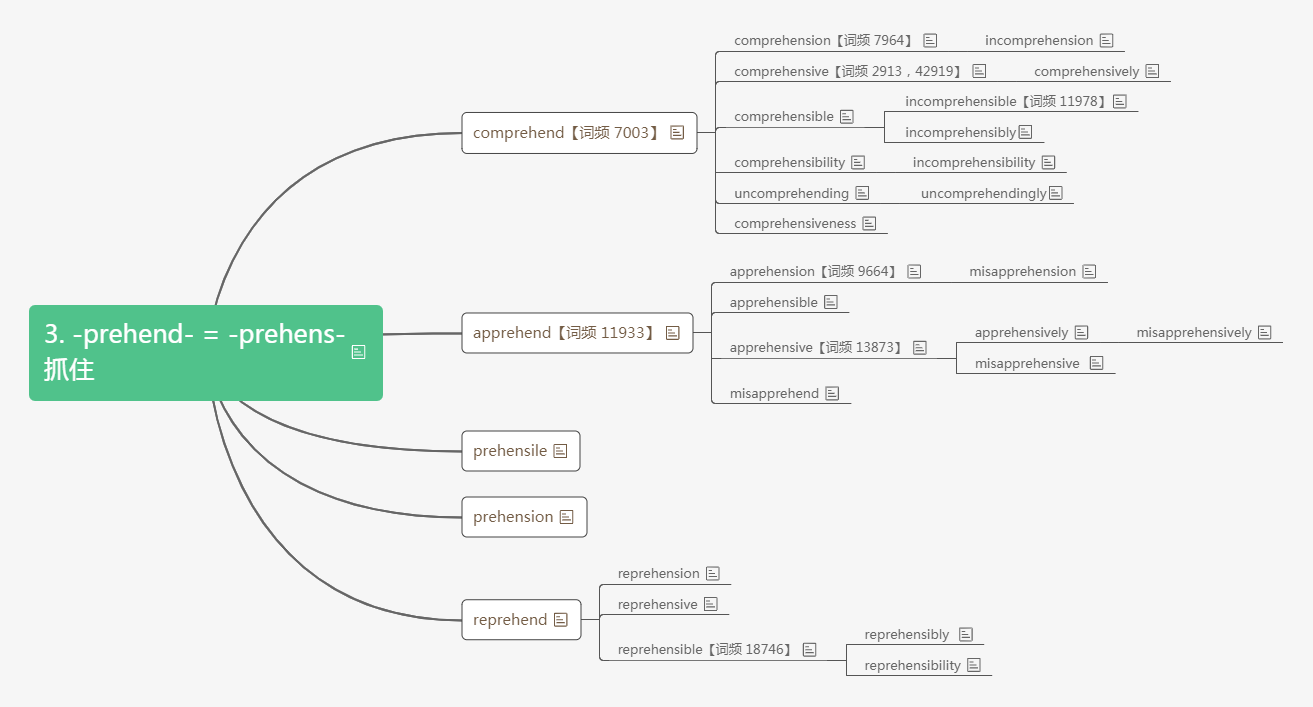 3. -prehend- = -prehens-
抓住
comprehend【词频 7003】
comprehension【词频 7964】
incomprehension
comprehensive【词频 2913，42919】
comprehensively
comprehensible
incomprehensible【词频 11978】
incomprehensibly
comprehensibility
incomprehensibility
uncomprehending
uncomprehendingly
comprehensiveness
apprehend【词频 11933】
apprehension【词频 9664】
misapprehension
apprehensible
apprehensive【词频 13873】
apprehensively
misapprehensively
misapprehensive
misapprehend
prehensile
prehension
reprehend
reprehension
reprehensive
reprehensible【词频 18746】
reprehensibly
reprehensibility